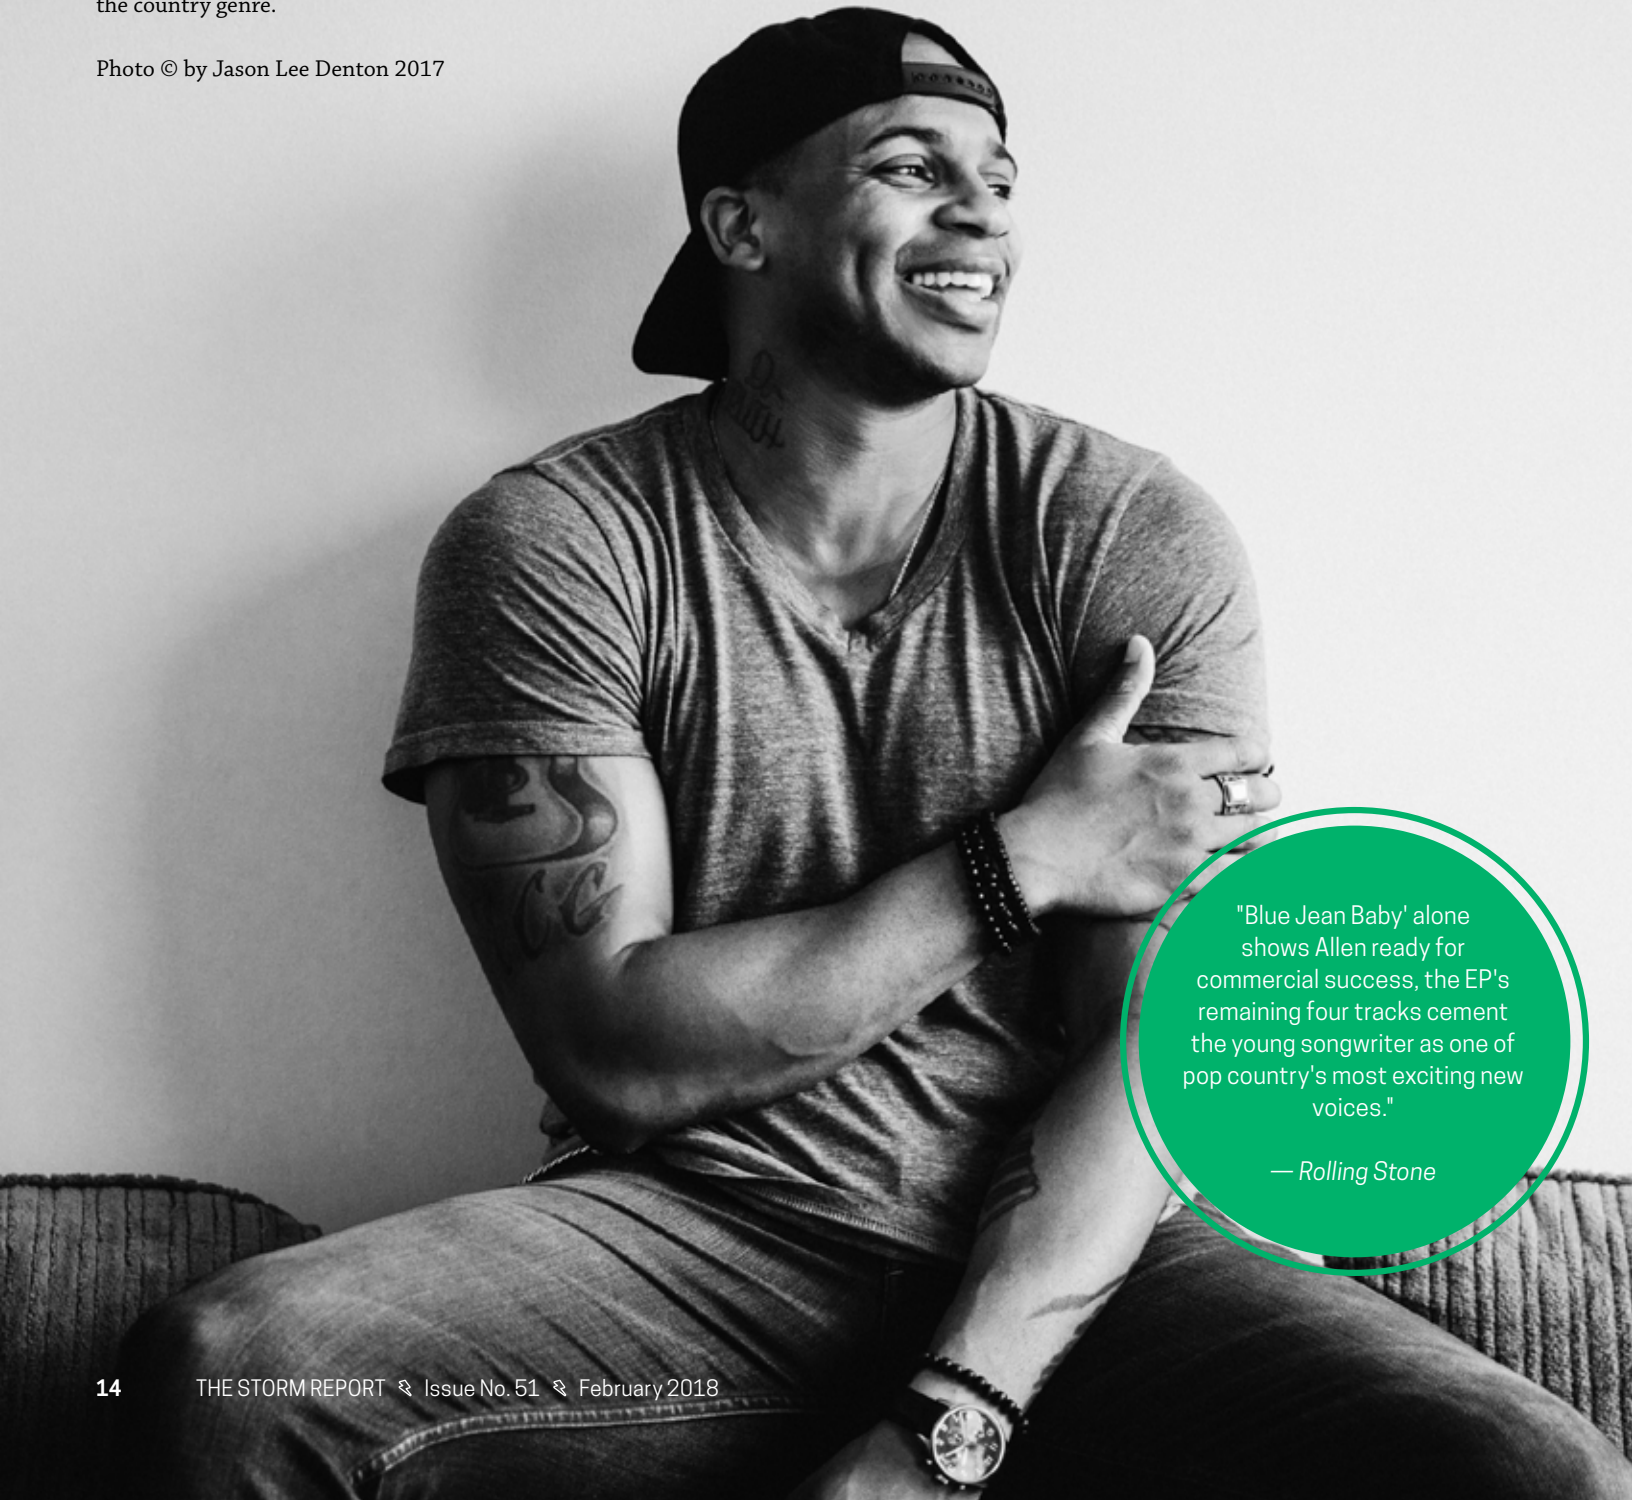 the country genre.
Photo © by Jason Lee Denton 2017
"Blue Jean Baby' alone
shows Allen ready for
commercial success, the EP's
remaining four tracks cement
the young songwriter as one of
pop country's most exciting new
voices."
— Rolling Stone
14 THE STORM REPORT Issue No. 51 February 2018